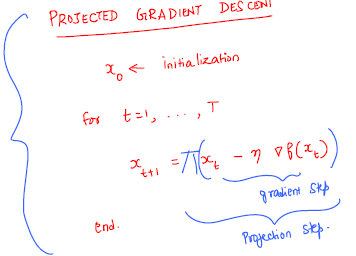 PROJECTED GRADIENT DESCENT
x₀ ← initialization
for t=1, ..., T
x_{t+1} = Π(x_t - η ∇f(x_t))
gradient step
end.
Projection step.